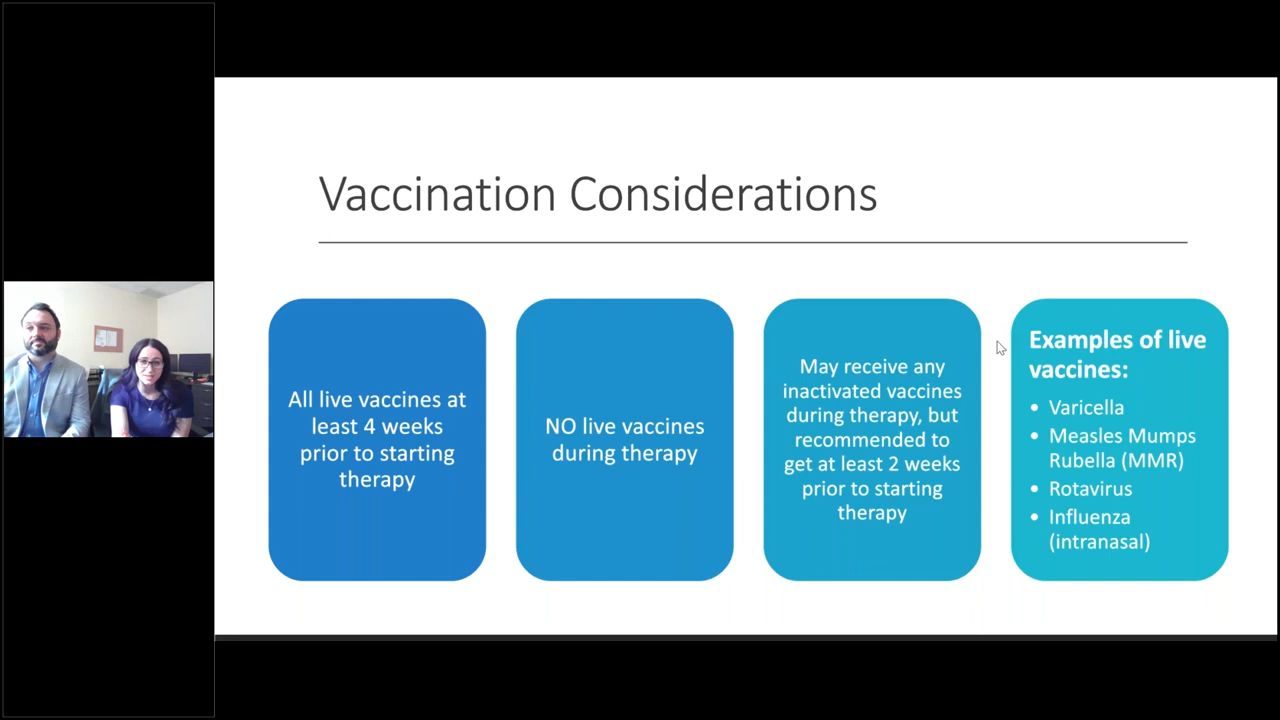 Vaccination Considerations
All live vaccines at
least 4 weeks
prior to starting
therapy
NO live vaccines
during therapy
May receive any
inactivated vaccines
during therapy, but
recommended to
get at least 2 weeks
prior to starting
therapy
Examples of live
vaccines:
• Varicella
• Measles Mumps
Rubella (MMR)
• Rotavirus
• Influenza
(intranasal)